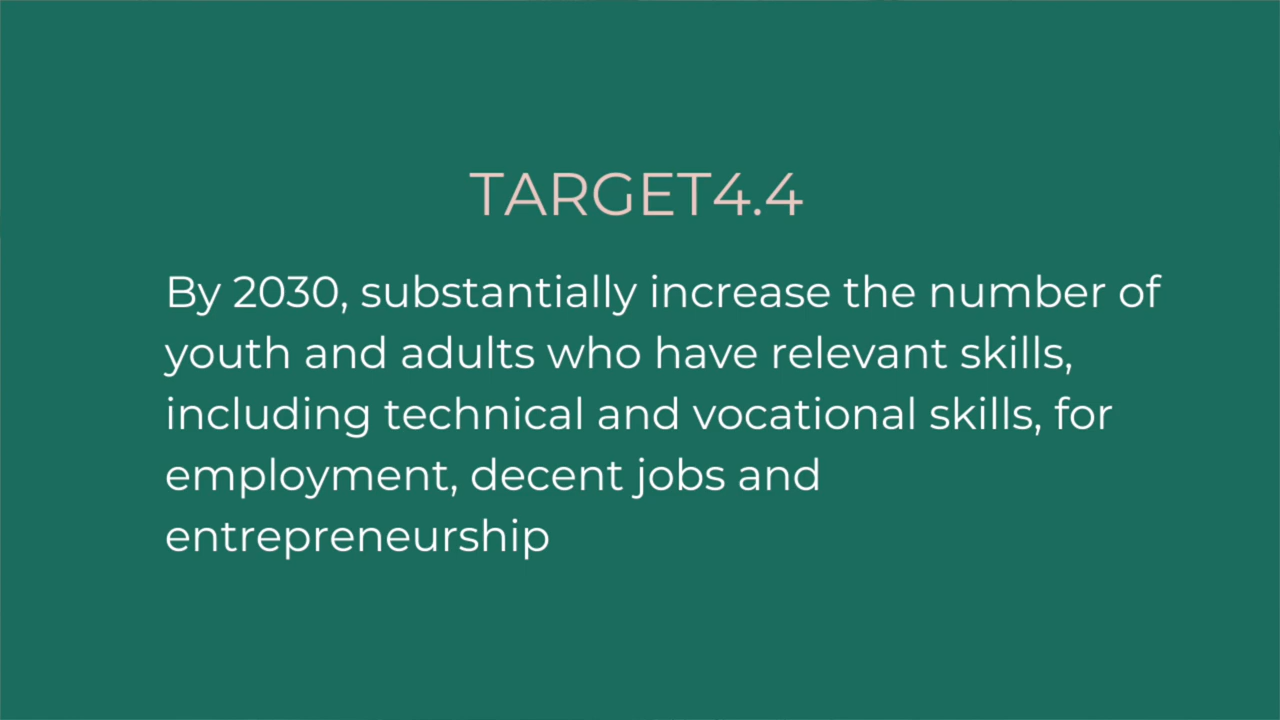 TARGET4.4
By 2030, substantially increase the number of
youth and adults who have relevant skills,
including technical and vocational skills, for
employment, decent jobs and
entrepreneurship